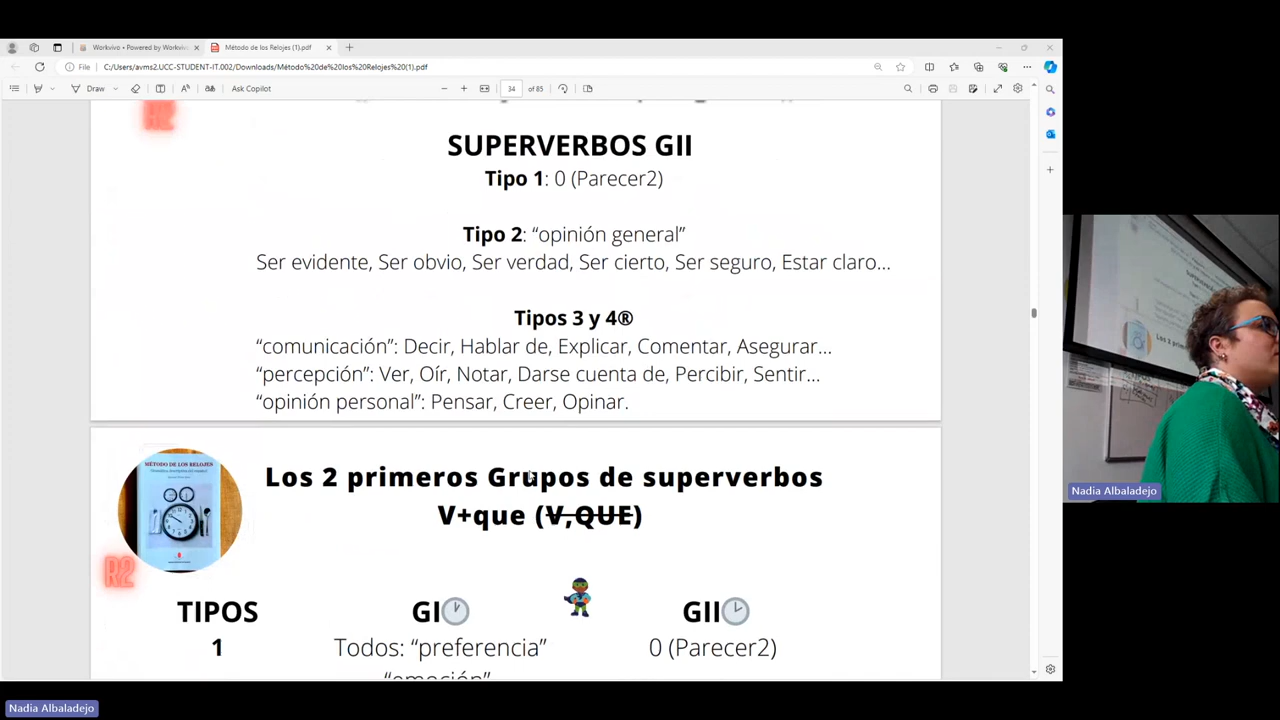 Workvivo • Powered by Workvivo
Método de los Relojes (1).pdf
File
C:/Users/avms2.UCC-STUDENT-IT.002/Downloads/Método%20de%20los%20Relojes%20(1).pdf
Draw
Ask Copilot
34 of 85
R2
SUPERVERBOS GII
Tipo 1: 0 (Parecer2)
Tipo 2: “opinión general”
Ser evidente, Ser obvio, Ser verdad, Ser cierto, Ser seguro, Estar claro...
Tipos 3 y 4®
“comunicación”: Decir, Hablar de, Explicar, Comentar, Asegurar...
“percepción”: Ver, Oír, Notar, Darse cuenta de, Percibir, Sentir...
“opinión personal”: Pensar, Creer, Opinar.
MÉTODO DE LOS RELOJES
Los 2 primeros Grupos de superverbos
V+que (V,QUE)
R2
TIPOS GI GII
1 Todos: “preferencia” 0 (Parecer2)
“emoción”
Nadia Albaladejo
Nadia Albaladejo